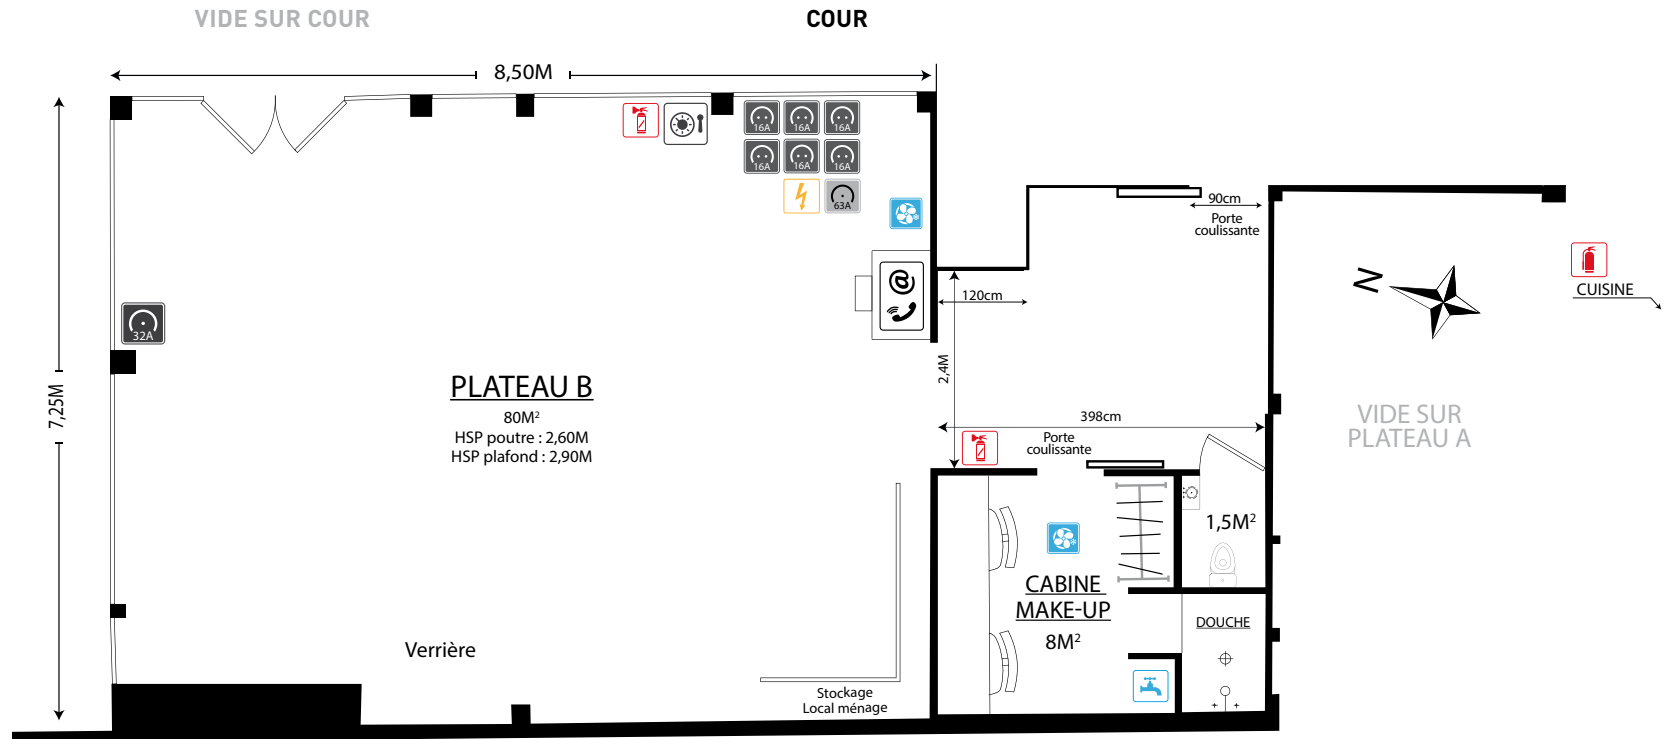 VIDE SUR COUR
COUR
8,50M
16A
16A
16A
16A
16A
16A
63A
90cm
Porte
coulissante
N
CUISINE
@
120cm
32A
7,25M
2,4M
PLATEAU B
80M²
HSP poutre : 2,60M
HSP plafond : 2,90M
398cm
Porte
coulissante
VIDE SUR
PLATEAU A
1,5M²
CABINE
MAKE-UP
8M²
DOUCHE
Verrière
Stockage
Local ménage